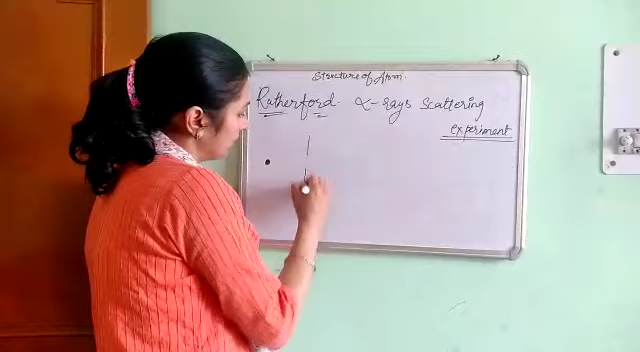 Structure of Atom.
Rutherford α-rays Scattering
experiment